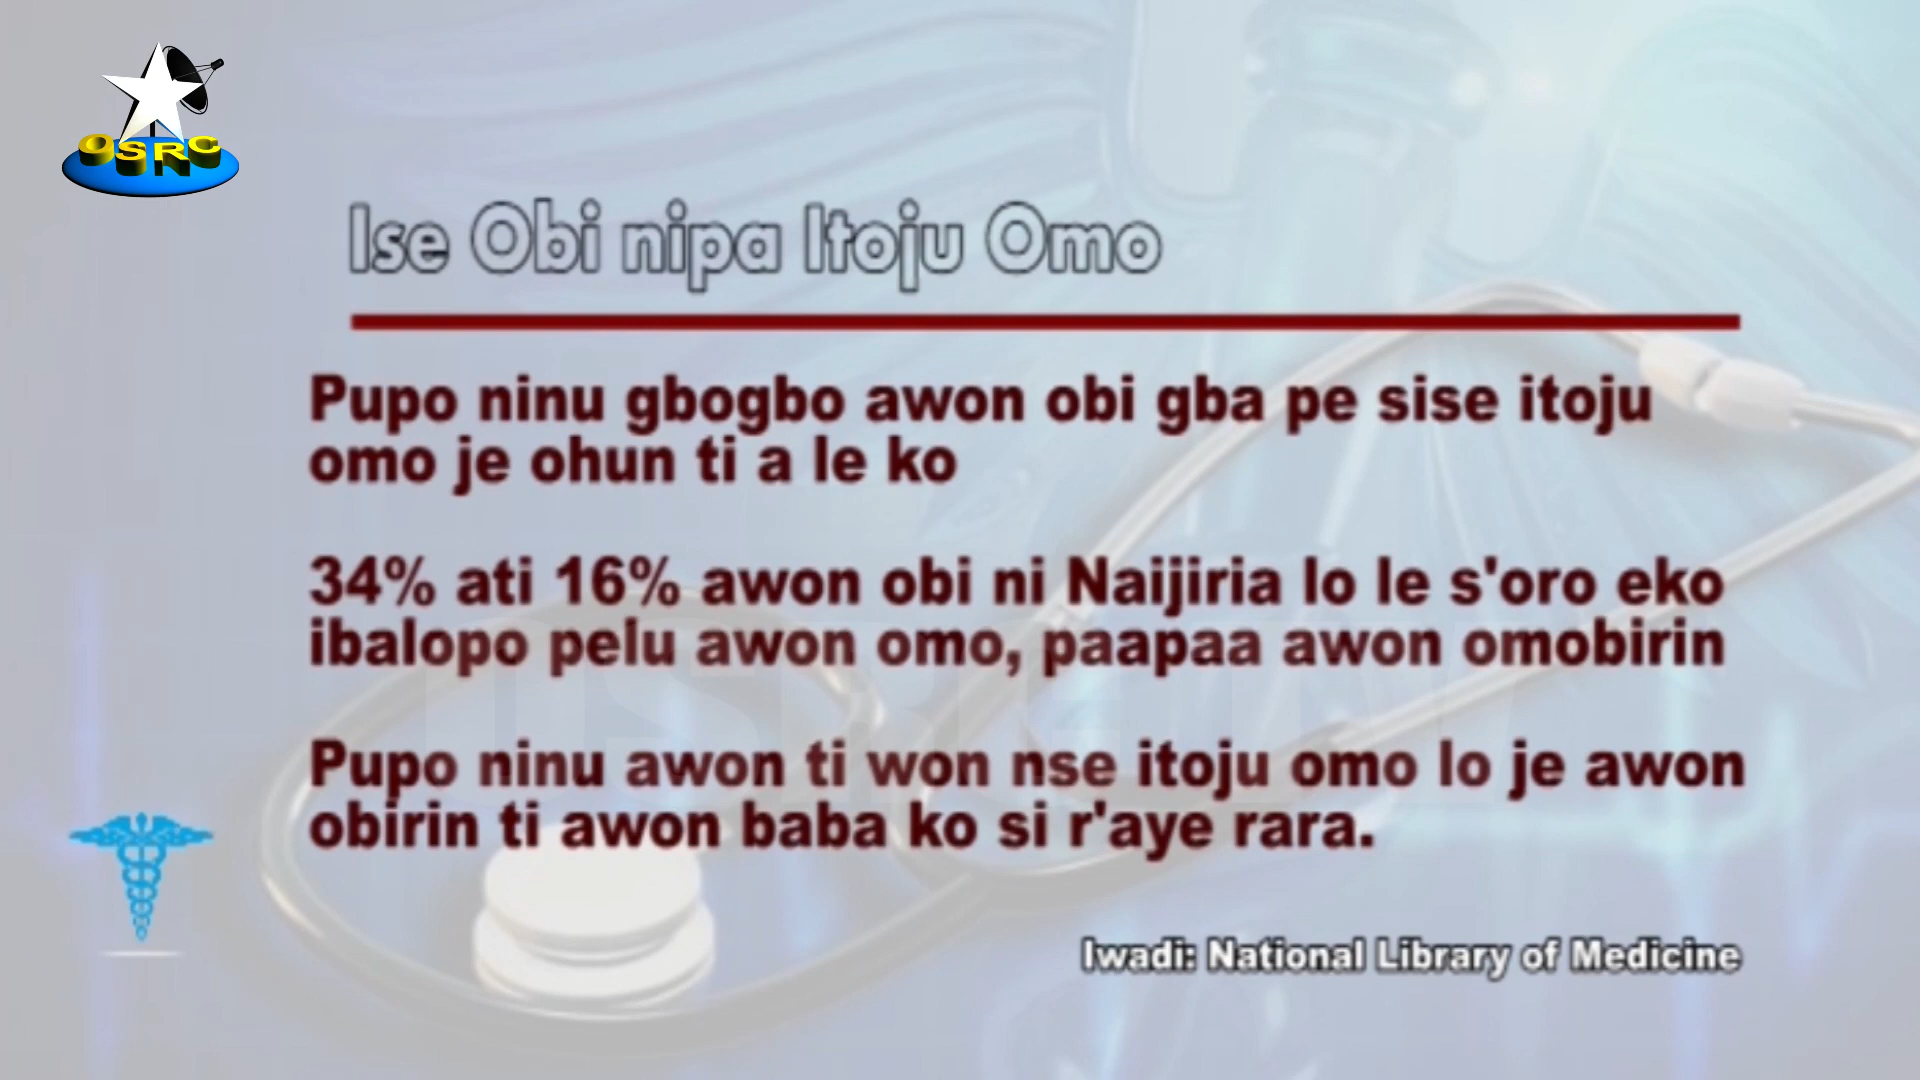 OSRC
UN
Ise Obi nipa Itoju Omo
Pupo ninu gbogbo awon obi gba pe sise itoju
omo je ohun ti a le ko
34% ati 16% awon obi ni Naijiria lo le s'oro eko
ibalopo pelu awon omo, paapaa awon omobirin
Pupo ninu awon ti won nse itoju omo lo je awon
obirin ti awon baba ko si r'aye rara.
Iwadi: National Library of Medicine